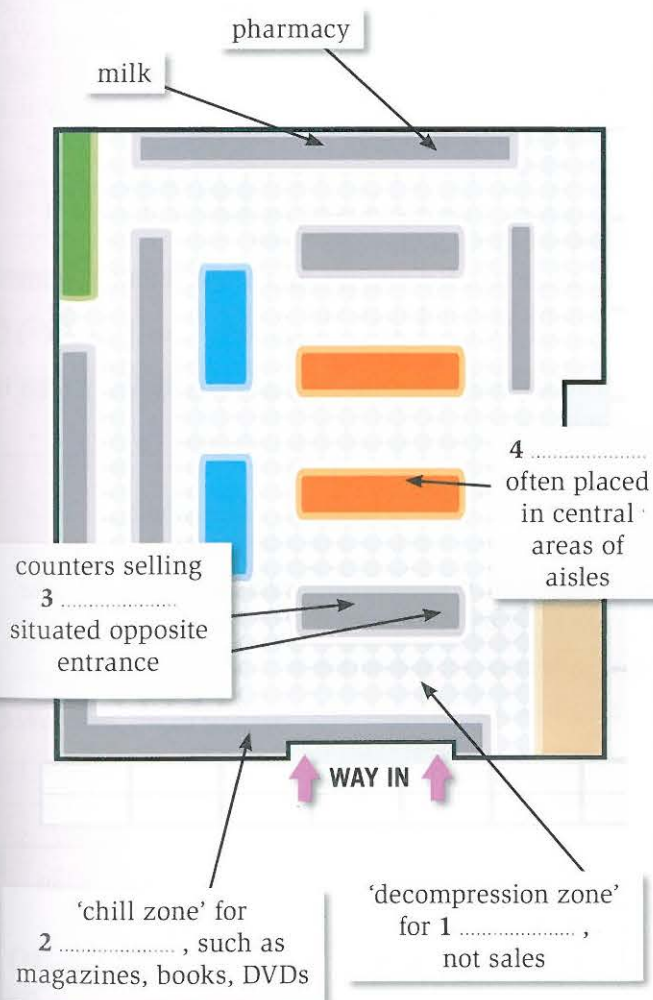 pharmacy
milk
4 ....................
often placed
in central
areas of
aisles
counters selling
3 ....................
situated opposite
entrance
WAY IN
'chill zone' for
2 .................... , such as
magazines, books, DVDs
'decompression zone'
for 1 .................... ,
not sales